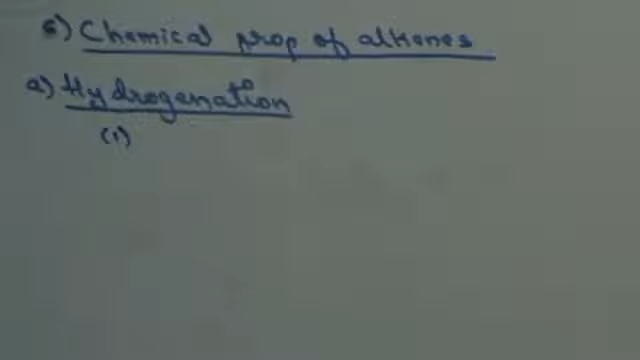 6) Chemical prop of alkenes
a) Hydrogenation
(1)